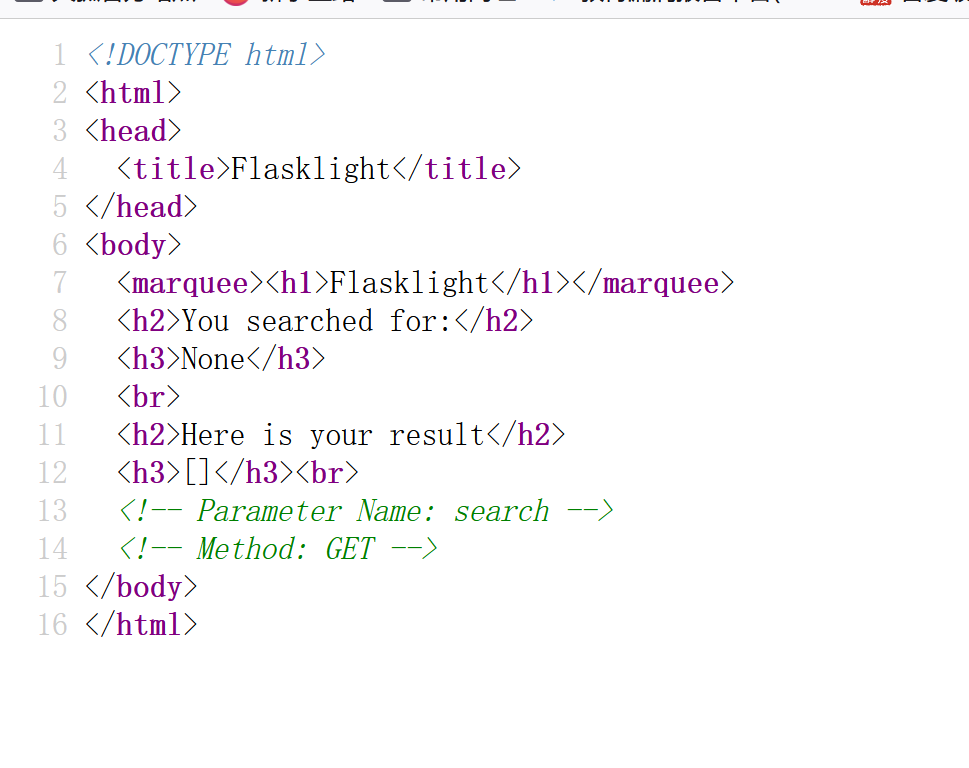 1 <!DOCTYPE html>
2 <html>
3 <head>
4 <title>Flasklight</title>
5 </head>
6 <body>
7 <marquee><h1>Flasklight</h1></marquee>
8 <h2>You searched for:</h2>
9 <h3>None</h3>
10 <br>
11 <h2>Here is your result</h2>
12 <h3>[]</h3><br>
13 <!-- Parameter Name: search -->
14 <!-- Method: GET -->
15 </body>
16 </html>